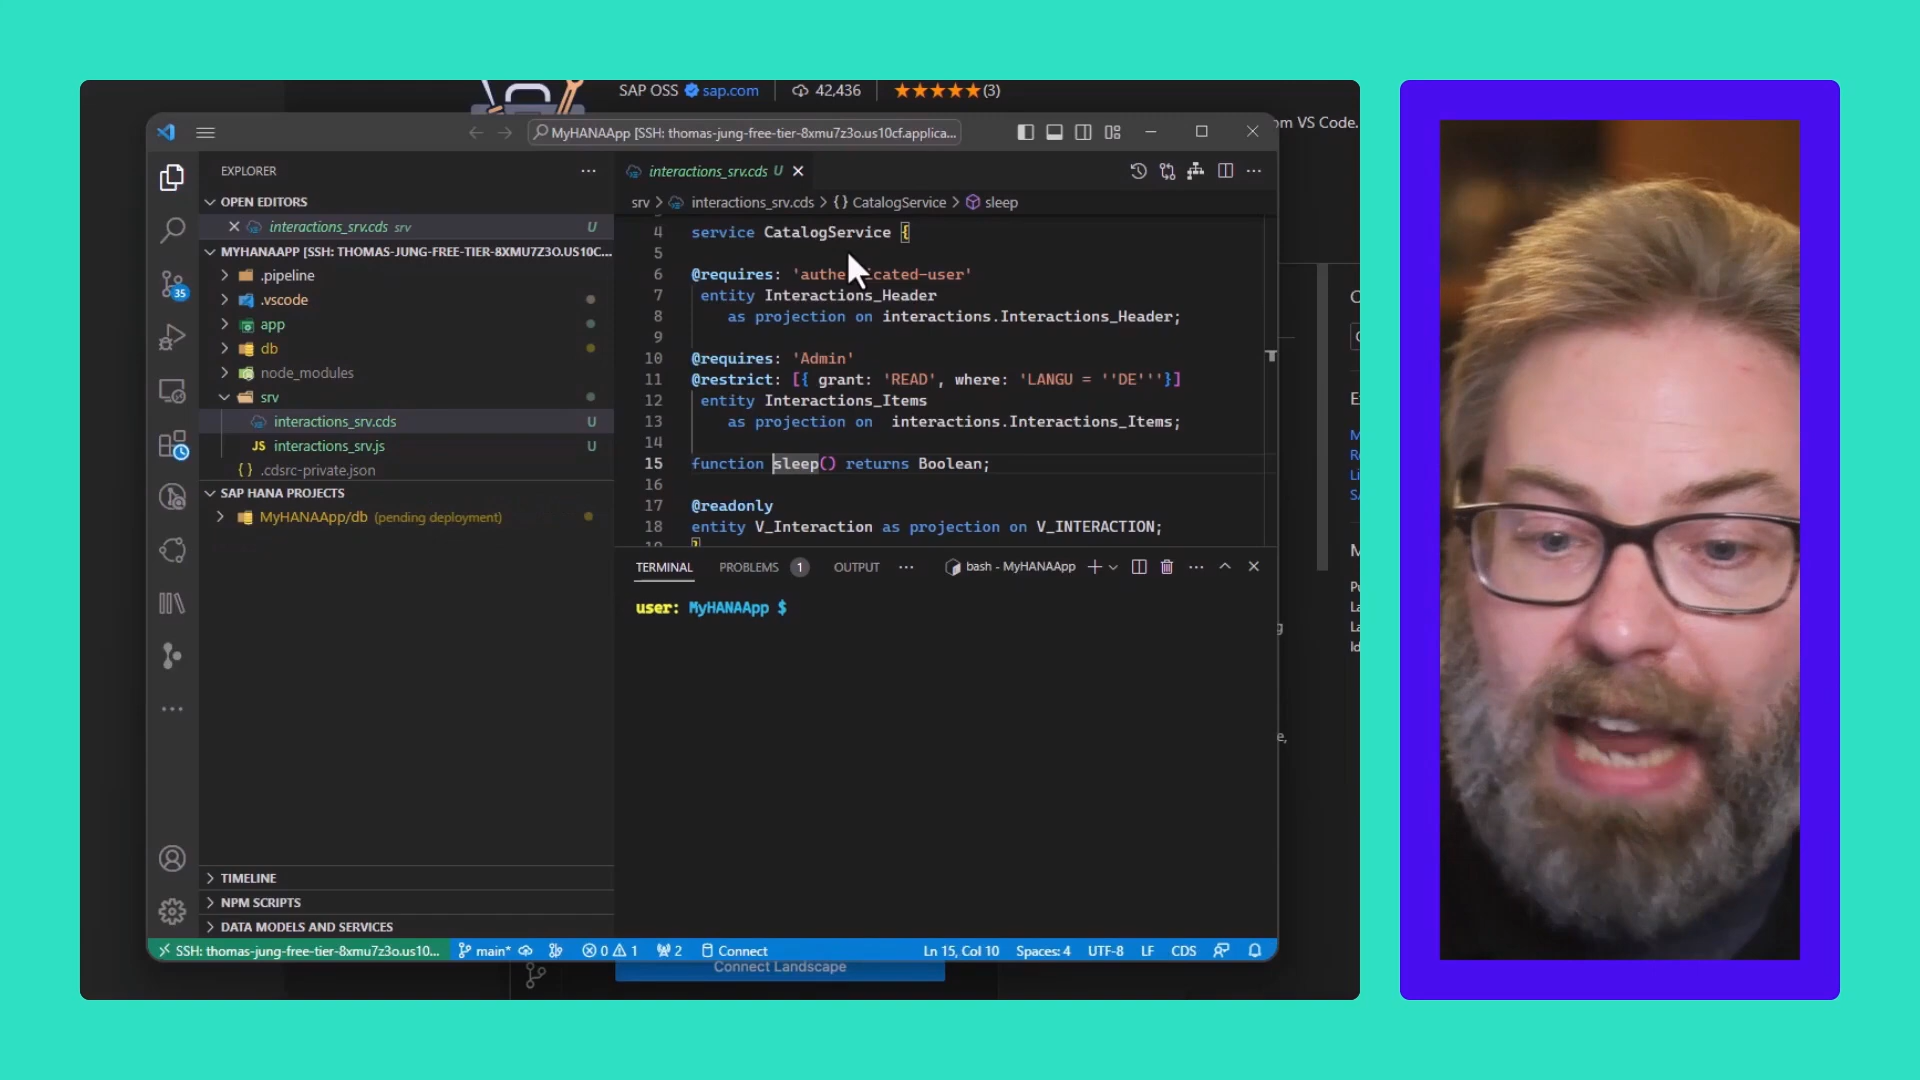 SAP OSS sap.com 42,436 (3)
om VS Code.
MyHANAApp [SSH: thomas-jung-free-tier-8xmu7z3o.us10cf.applica...
EXPLORER
OPEN EDITORS
interactions_srv.cds srv U
MYHANAAPP [SSH: THOMAS-JUNG-FREE-TIER-8XMU7Z3O.US10C...
.pipeline
35
.vscode
app
db
node_modules
srv
interactions_srv.cds U
JS interactions_srv.js U
{ } .cdsrc-private.json
SAP HANA PROJECTS
MyHANAApp/db (pending deployment)
TIMELINE
NPM SCRIPTS
DATA MODELS AND SERVICES
interactions_srv.cds U
srv > interactions_srv.cds > {} CatalogService > sleep
4 service CatalogService {
5
6 @requires: 'authenticated-user'
7 entity Interactions_Header
8 as projection on interactions.Interactions_Header;
9
10 @requires: 'Admin'
11 @restrict: [{ grant: 'READ', where: 'LANGU = ''DE'''}]
12 entity Interactions_Items
13 as projection on interactions.Interactions_Items;
14
15 function sleep() returns Boolean;
16
17 @readonly
18 entity V_Interaction as projection on V_INTERACTION;
TERMINAL PROBLEMS 1 OUTPUT ... bash - MyHANAApp
user: MyHANAApp $
SSH: thomas-jung-free-tier-8xmu7z3o.us10... main* 0 1 2 Connect Ln 15, Col 10 Spaces: 4 UTF-8 LF CDS
Connect Landscape